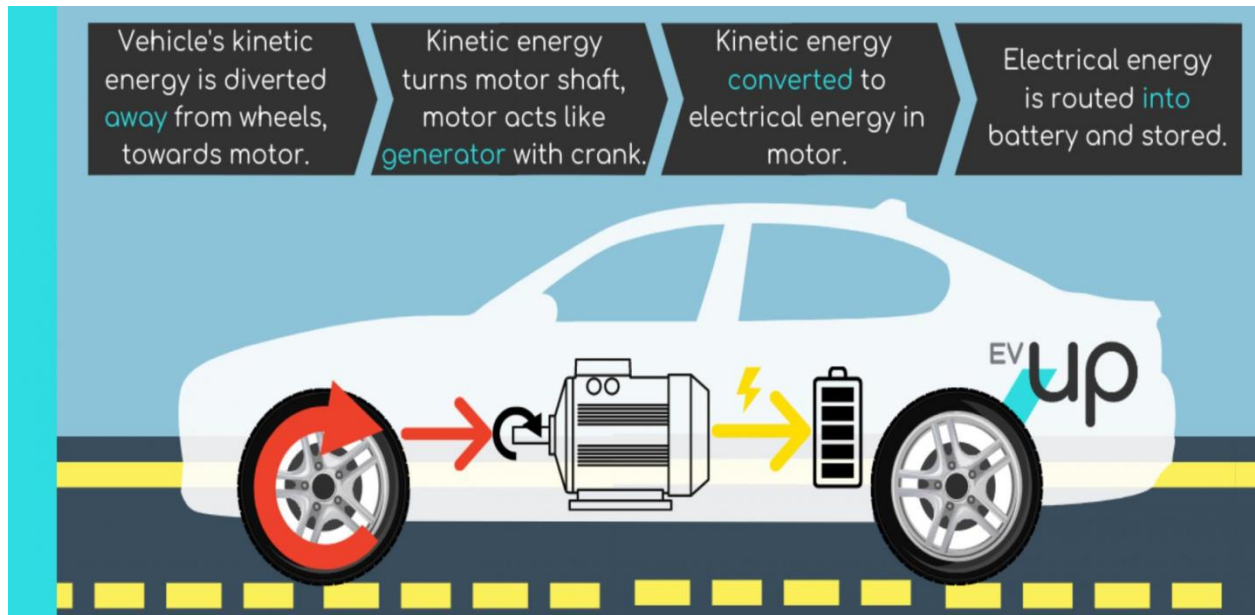 Vehicle's kinetic
energy is diverted
away from wheels,
towards motor.
Kinetic energy
turns motor shaft,
motor acts like
generator with crank.
Kinetic energy
converted to
electrical energy in
motor.
Electrical energy
is routed into
battery and stored.
EV up